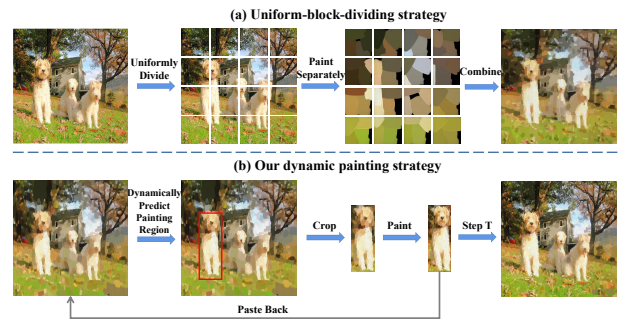 (a) Uniform-block-dividing strategy
Uniformly
Divide
Paint
Separately
Combine
(b) Our dynamic painting strategy
Dynamically
Predict
Painting
Region
Crop
Paint
Step T
Paste Back